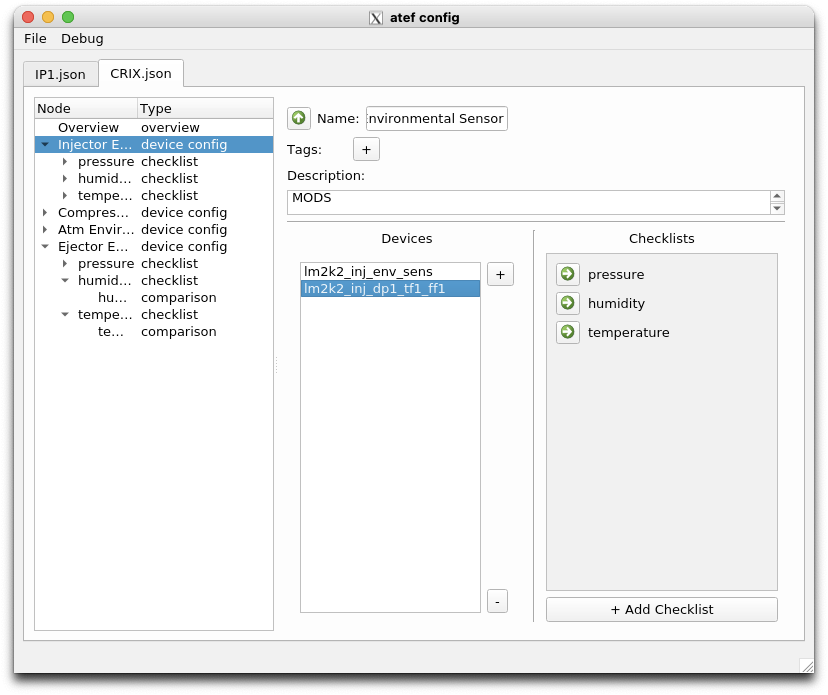 atef config
File Debug
IP1.json CRIX.json
Node Type
Overview overview
Injector E... device config
pressure checklist
humid... checklist
tempe... checklist
Compres... device config
Atm Envir... device config
Ejector E... device config
pressure checklist
humid... checklist
hu... comparison
tempe... checklist
te... comparison
Name: nvironmental Sensor
Tags: +
Description:
MODS
Devices
lm2k2_inj_env_sens
lm2k2_inj_dp1_tf1_ff1
+
-
Checklists
pressure
humidity
temperature
+ Add Checklist